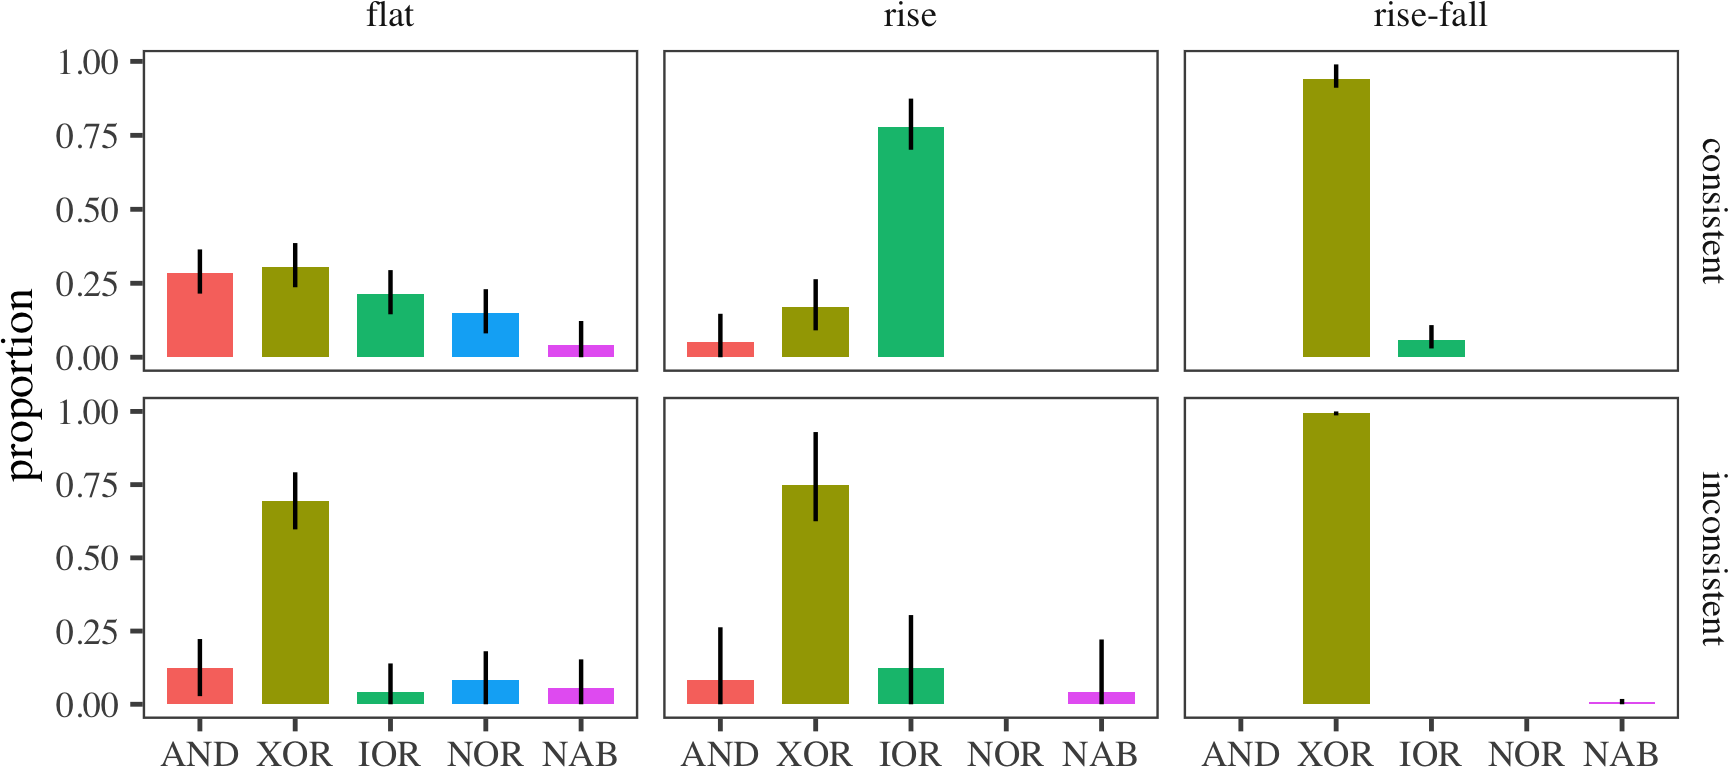 flat rise rise-fall
proportion
1.00
0.75
0.50
0.25
0.00
consistent
1.00
0.75
0.50
0.25
0.00
inconsistent
AND XOR IOR NOR NAB AND XOR IOR NOR NAB AND XOR IOR NOR NAB